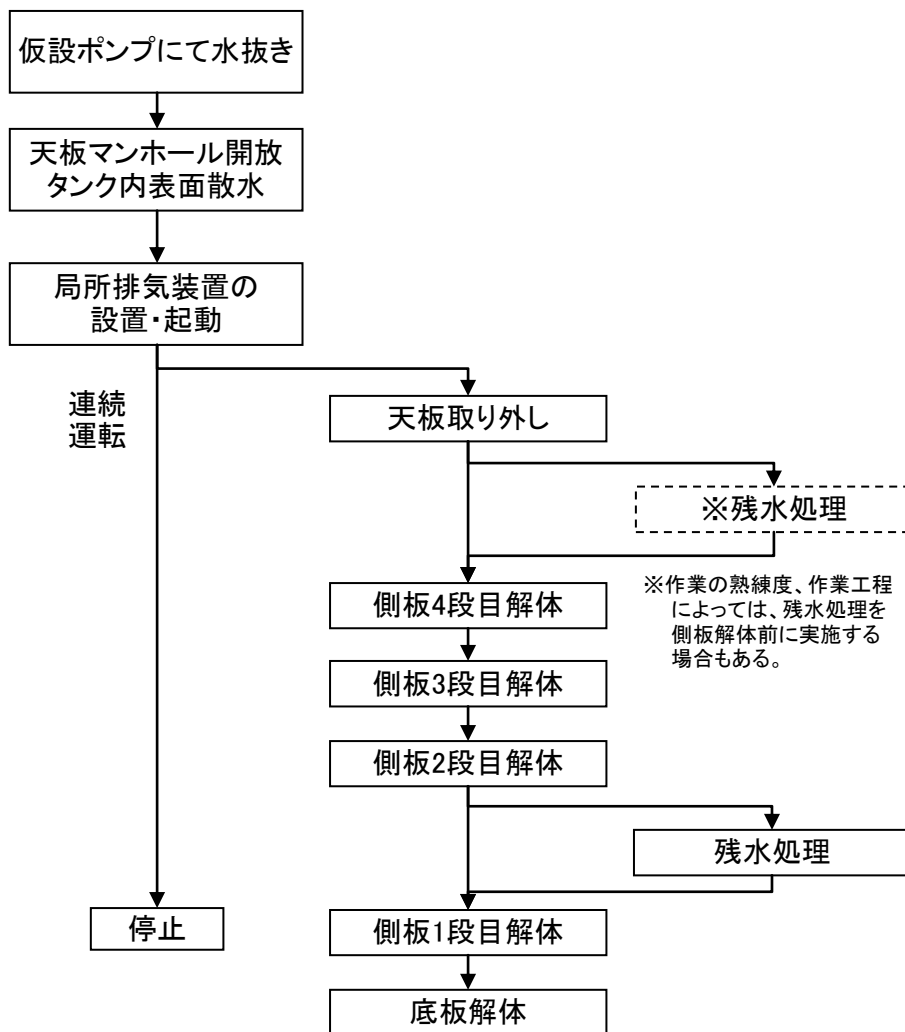 仮設ポンプにて水抜き
天板マンホール開放
タンク内表面散水
局所排気装置の
設置・起動
連続
運転
天板取り外し
※残水処理
※作業の熟練度、作業工程
によっては、残水処理を
側板解体前に実施する
場合もある。
側板4段目解体
側板3段目解体
側板2段目解体
残水処理
停止
側板1段目解体
底板解体